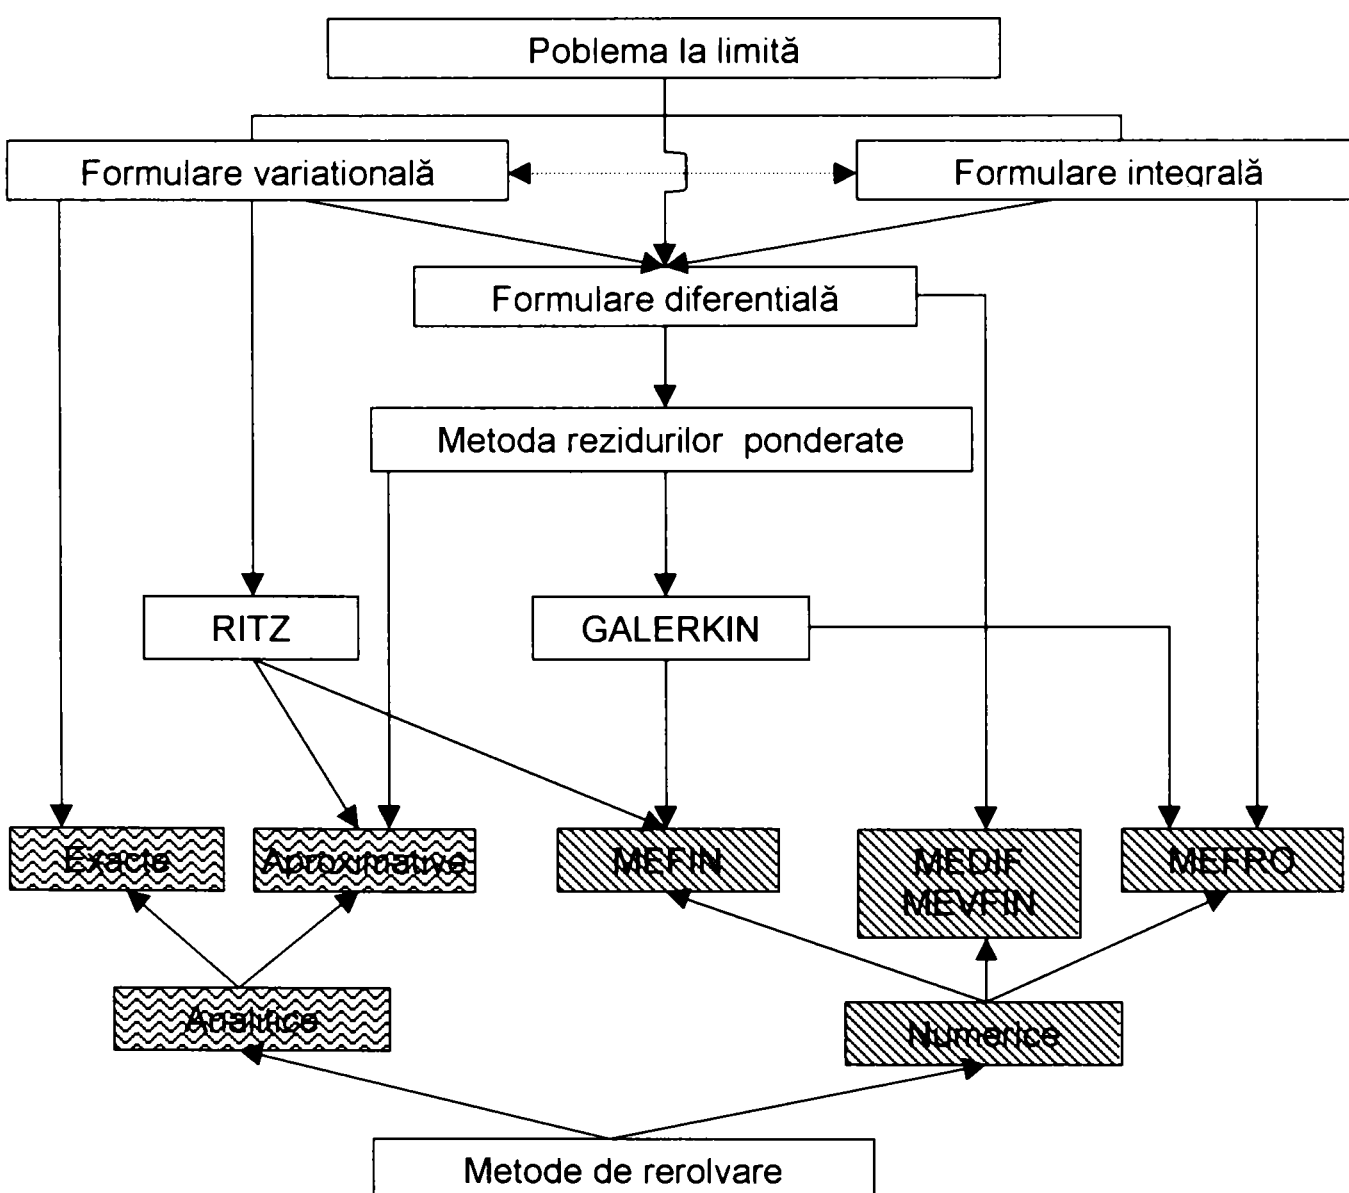 Poblema la limită
Formulare variatională
Formulare integrală
Formulare diferentială
Metoda rezidurilor ponderate
RITZ
GALERKIN
Exacte
Aproximative
MEFIN
MEDIF
MEVFIN
MEFRO
Analitice
Numerice
Metode de rerolvare